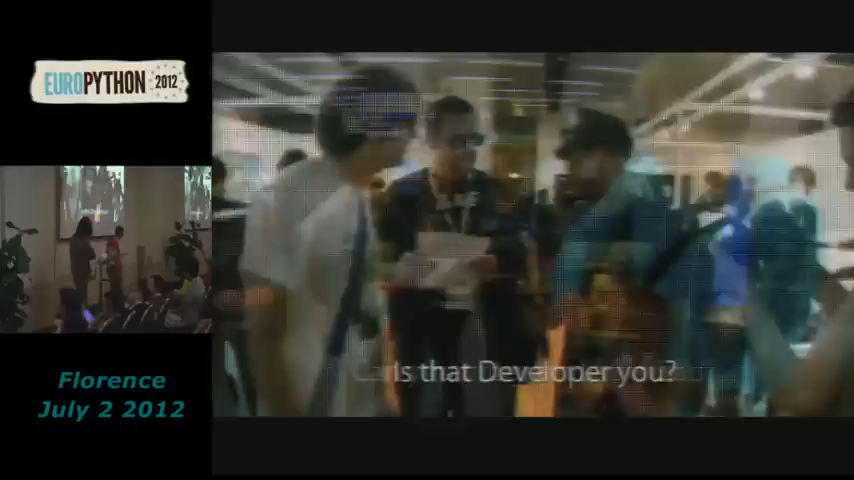 EUROPYTHON 2012
Is that Developer you?
Florence
July 2 2012